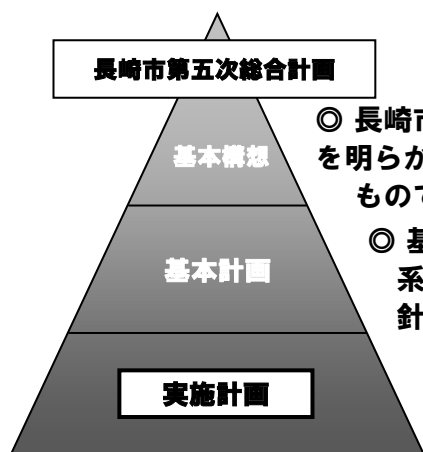 長崎市第五次総合計画
基本構想
◎ 長崎市
を明らか
もので
基本計画
◎ 基
系
針
実施計画